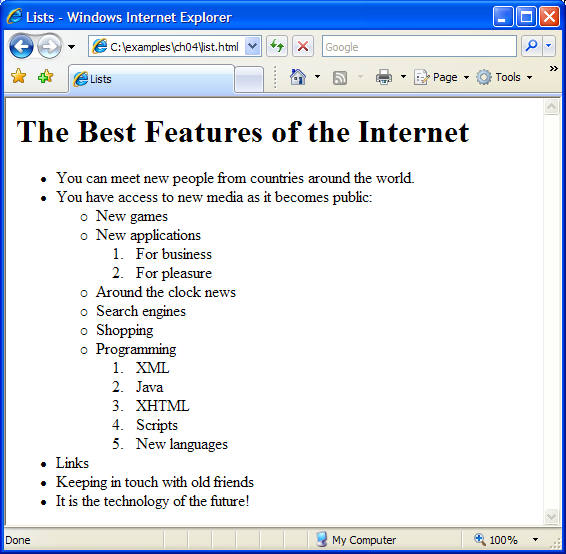 Lists - Windows Internet Explorer
C:\examples\ch04\list.html
Google
Lists
Page
Tools
»
The Best Features of the Internet
• You can meet new people from countries around the world.
• You have access to new media as it becomes public:
○ New games
○ New applications
1. For business
2. For pleasure
○ Around the clock news
○ Search engines
○ Shopping
○ Programming
1. XML
2. Java
3. XHTML
4. Scripts
5. New languages
• Links
• Keeping in touch with old friends
• It is the technology of the future!
Done
My Computer
100%